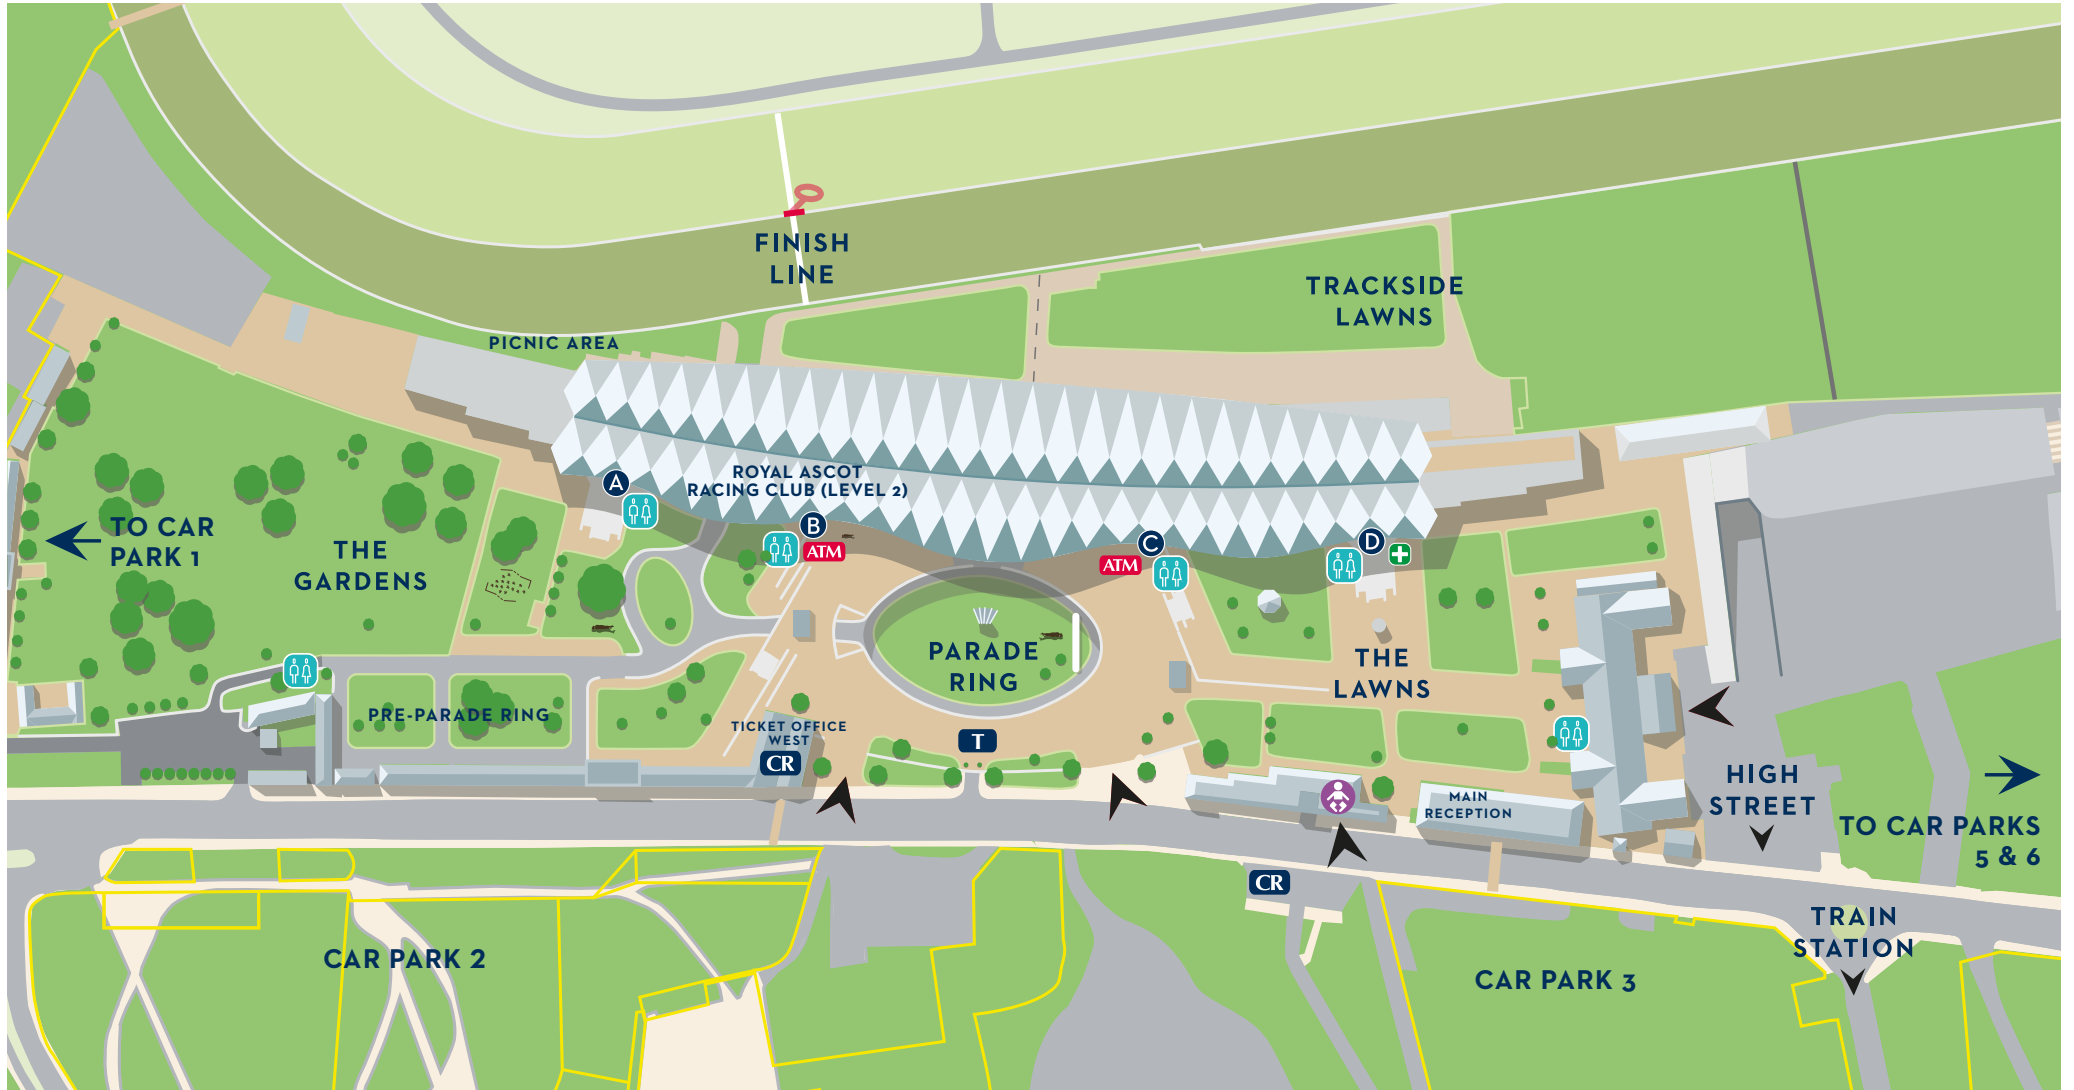 FINISH
LINE
TRACKSIDE
LAWNS
PICNIC AREA
ROYAL ASCOT
RACING CLUB (LEVEL 2)
A
B
ATM
C
ATM
D
TO CAR
PARK 1
THE
GARDENS
PARADE
RING
THE
LAWNS
PRE-PARADE RING
TICKET OFFICE
WEST
CR
T
MAIN
RECEPTION
HIGH
STREET
TO CAR PARKS
5 & 6
CR
TRAIN
STATION
CAR PARK 2
CAR PARK 3